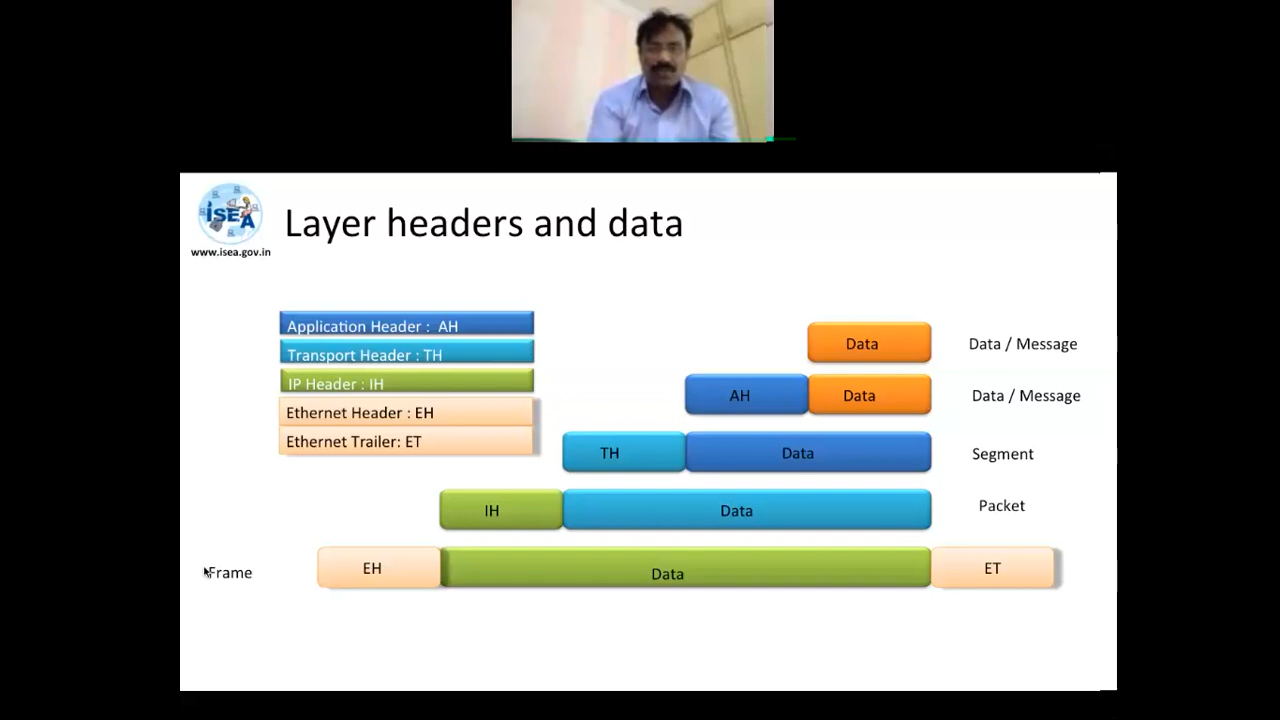 ISEA
www.isea.gov.in
Layer headers and data
Application Header :  AH
Transport Header : TH
IP Header : IH
Ethernet Header : EH
Ethernet Trailer: ET
Data
Data / Message
AH
Data
Data / Message
TH
Data
Segment
IH
Data
Packet
Frame
EH
Data
ET